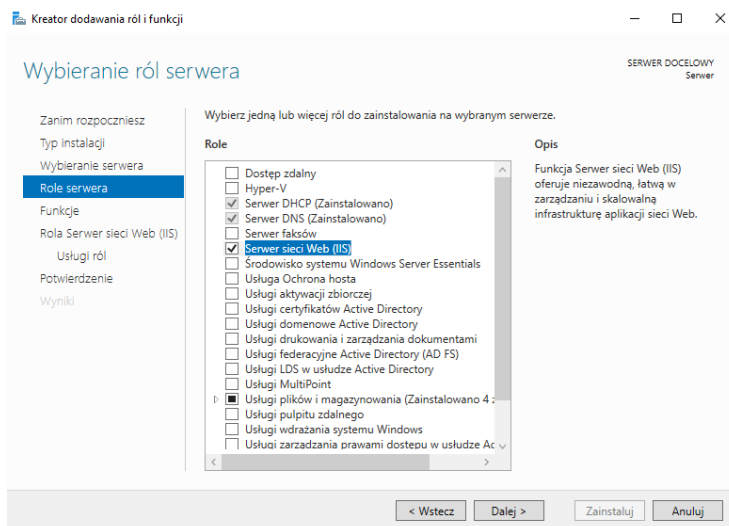 Kreator dodawania ról i funkcji
Wybieranie ról serwera
SERWER DOCELOWY
Serwer
Zanim rozpoczniesz
Typ instalacji
Wybieranie serwera
Role serwera
Funkcje
Rola Serwer sieci Web (IIS)
Usługi ról
Potwierdzenie
Wyniki
Wybierz jedną lub więcej ról do zainstalowania na wybranym serwerze.
Role
Dostęp zdalny
Hyper-V
Serwer DHCP (Zainstalowano)
Serwer DNS (Zainstalowano)
Serwer faksów
Serwer sieci Web (IIS)
Środowisko systemu Windows Server Essentials
Usługa Ochrona hosta
Usługi aktywacji zbiorczej
Usługi certyfikatów Active Directory
Usługi domenowe Active Directory
Usługi drukowania i zarządzania dokumentami
Usługi federacyjne Active Directory (AD FS)
Usługi LDS w usłudze Active Directory
Usługi MultiPoint
Usługi plików i magazynowania (Zainstalowano 4 z
Usługi pulpitu zdalnego
Usługi wdrażania systemu Windows
Usługi zarządzania prawami dostępu w usłudze Ac
Opis
Funkcja Serwer sieci Web (IIS)
oferuje niezawodną, łatwą w
zarządzaniu i skalowalną
infrastrukturę aplikacji sieci Web.
< Wstecz
Dalej >
Zainstaluj
Anuluj